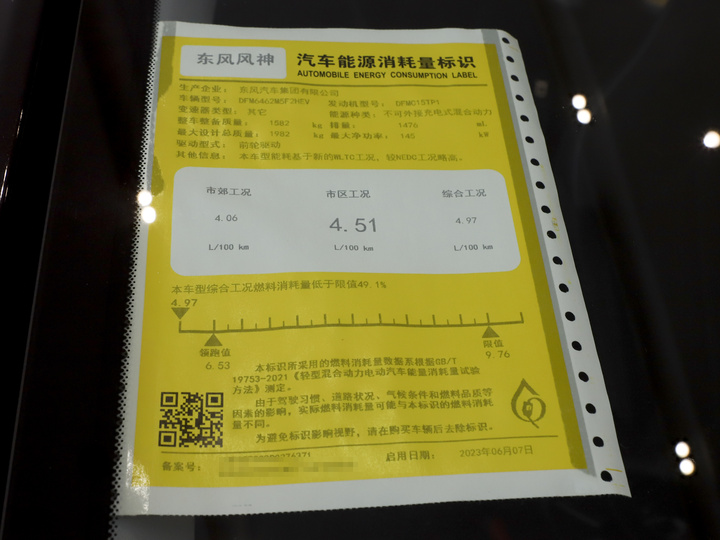 东风风神
汽车能源消耗量标识
AUTOMOBILE ENERGY CONSUMPTION LABEL
生产企业： 东风汽车集团有限公司
车辆型号： DFM6462M5F3HEV 发动机型号： DFMC15TP1
变速器类型： 其它 能源种类： 不可外接充电式混合动力
整车整备质量： 1582 kg 排量： 1476 mL
最大设计总质量： 1982 kg 最大净功率： 145 kW
驱动型式： 前轮驱动
其他信息： 本车型能耗基于新的WLTC工况，较NEDC工况略高。
市郊工况 市区工况 综合工况
4.06 4.51 4.97
L/100 km L/100 km L/100 km
本车型综合工况燃料消耗量低于限值49.1%
4.97
领跑值 限值
6.53 9.76
本标识所采用的燃料消耗量数据系根据GB/T
19753-2021《轻型混合动力电动汽车能量消耗量试验
方法》测定。
由于驾驶习惯、道路状况、气候条件和燃料品质等
因素的影响，实际燃料消耗量可能与本标识的燃料消耗
量不同。
为避免标识影响视野，请在购买车辆后去除标识。
备案号： 启用日期： 2023年06月07日